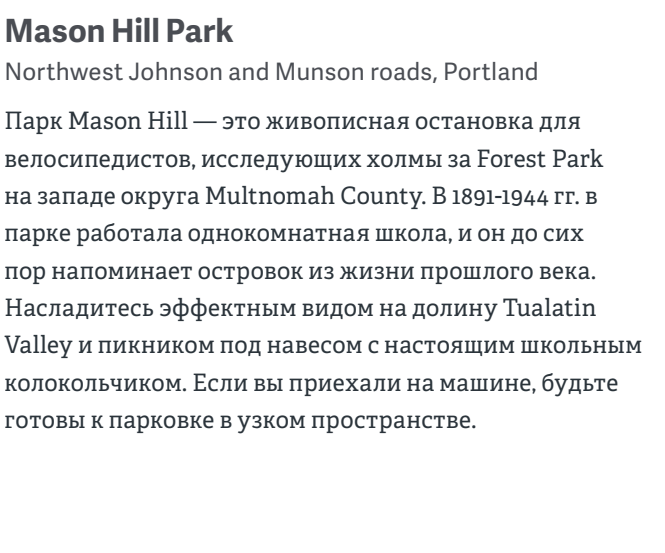 Mason Hill Park
Northwest Johnson and Munson roads, Portland
Парк Mason Hill — это живописная остановка для
велосипедистов, исследующих холмы за Forest Park
на западе округа Multnomah County. В 1891-1944 гг. в
парке работала однокомнатная школа, и он до сих
пор напоминает островок из жизни прошлого века.
Насладитесь эффектным видом на долину Tualatin
Valley и пикником под навесом с настоящим школьным
колокольчиком. Если вы приехали на машине, будьте
готовы к парковке в узком пространстве.